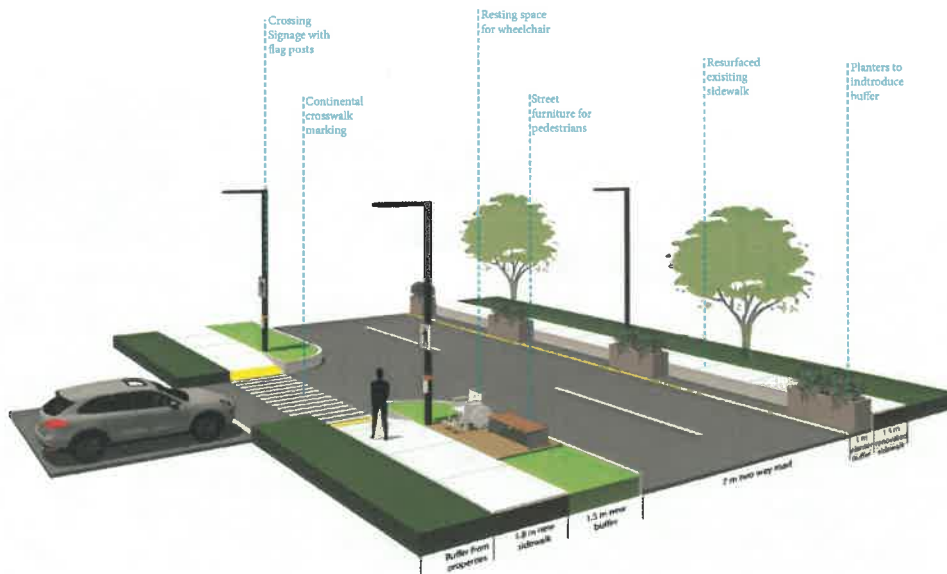 Crossing
Signage with
flag posts
Resting space
for wheelchair
Continental
crosswalk
marking
Street
furniture for
pedestrians
Resurfaced
exisiting
sidewalk
Planters to
indtroduce
buffer
Buffer from
properties
1.8 m new
sidewalk
1.5 m new
buffer
7 m two way road
1 m
planter
buffer
1.5 m
renovated
sidewalk